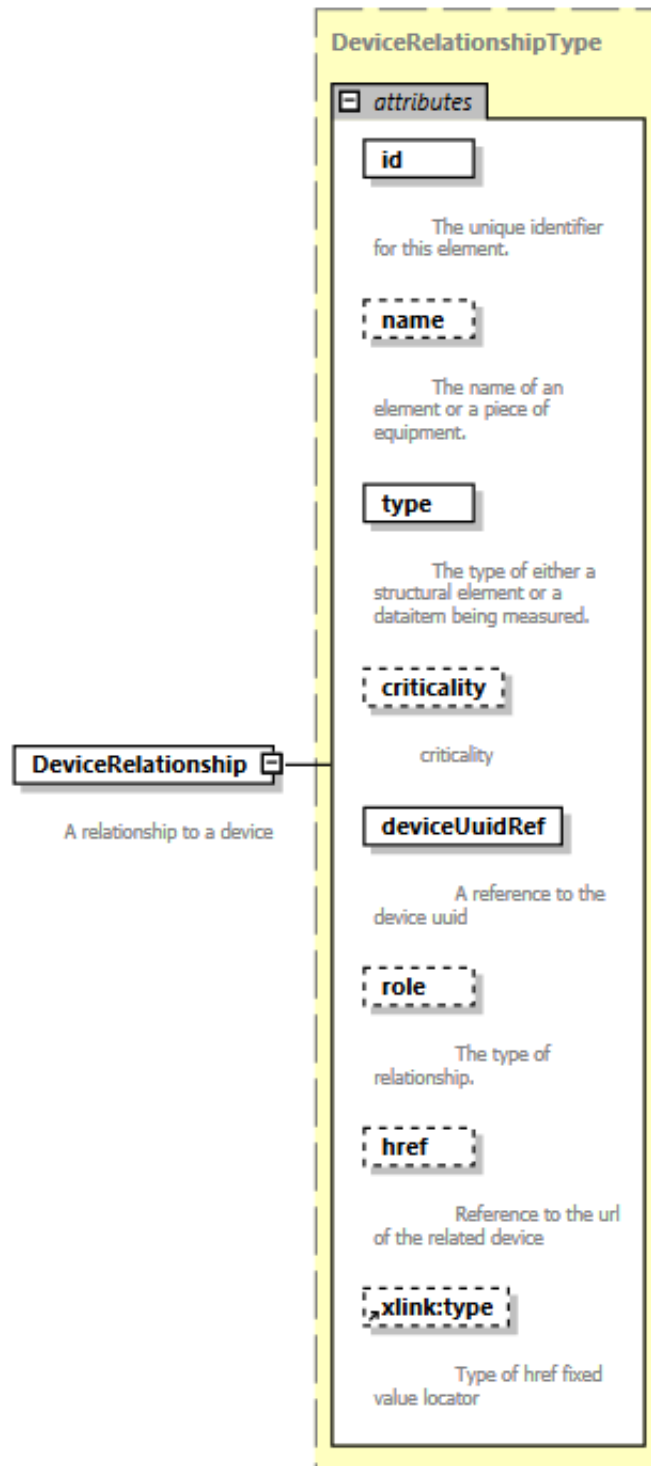 DeviceRelationshipType
attributes
id
The unique identifier
for this element.
name
The name of an
element or a piece of
equipment.
type
The type of either a
structural element or a
dataitem being measured.
criticality
criticality
DeviceRelationship
A relationship to a device
deviceUuidRef
A reference to the
device uuid
role
The type of
relationship.
href
Reference to the url
of the related device
xlink:type
Type of href fixed
value locator